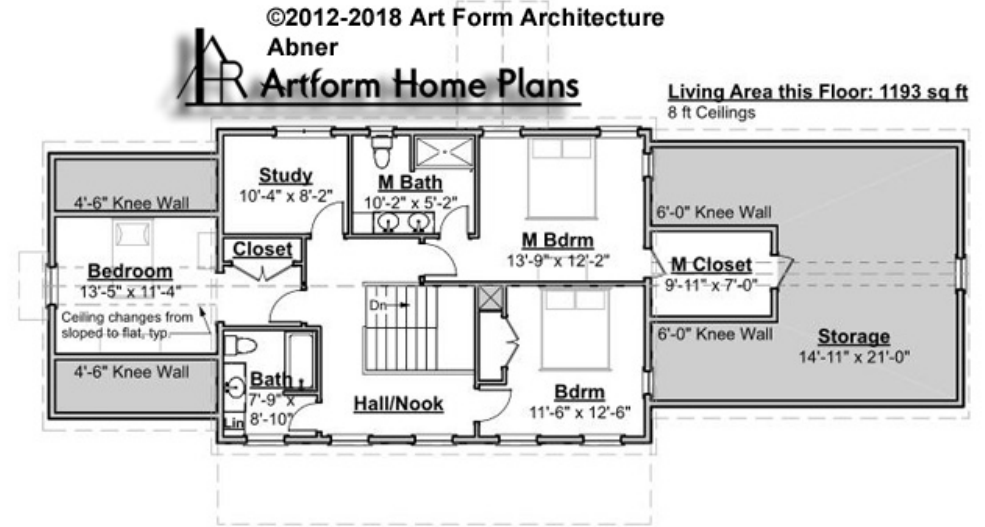 ©2012-2018 Art Form Architecture
Abner
AHR
Artform Home Plans
Living Area this Floor: 1193 sq ft
8 ft Ceilings
4'-6" Knee Wall
Study
10'-4" x 8'-2"
M Bath
10'-2" x 5'-2"
6'-0" Knee Wall
Closet
M Bdrm
13'-9" x 12'-2"
Bedroom
13'-5" x 11'-4"
M Closet
9'-11" x 7'-0"
Ceiling changes from
sloped to flat, typ.
Dn
6'-0" Knee Wall
Storage
14'-11" x 21'-0"
4'-6" Knee Wall
Bath
7'-9" x
8'-10"
Lin
Hall/Nook
Bdrm
11'-6" x 12'-6"